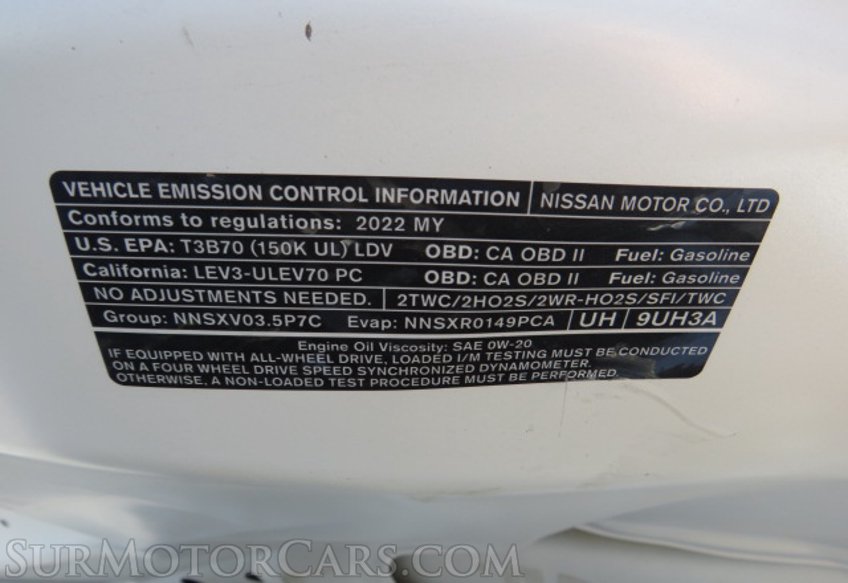 VEHICLE EMISSION CONTROL INFORMATION NISSAN MOTOR CO., LTD
Conforms to regulations: 2022 MY
U.S. EPA: T3B70 (150K UL) LDV OBD: CA OBD II Fuel: Gasoline
California: LEV3-ULEV70 PC OBD: CA OBD II Fuel: Gasoline
NO ADJUSTMENTS NEEDED. 2TWC/2HO2S/2WR-HO2S/SFI/TWC
Group: NNSXV03.5P7C Evap: NNSXR0149PCA UH 9UH3A
Engine Oil Viscosity: SAE 0W-20
IF EQUIPPED WITH ALL-WHEEL DRIVE, LOADED I/M TESTING MUST BE CONDUCTED
ON A FOUR WHEEL DRIVE SPEED SYNCHRONIZED DYNAMOMETER.
OTHERWISE, A NON-LOADED TEST PROCEDURE MUST BE PERFORMED.
SURMOTORCARS.COM